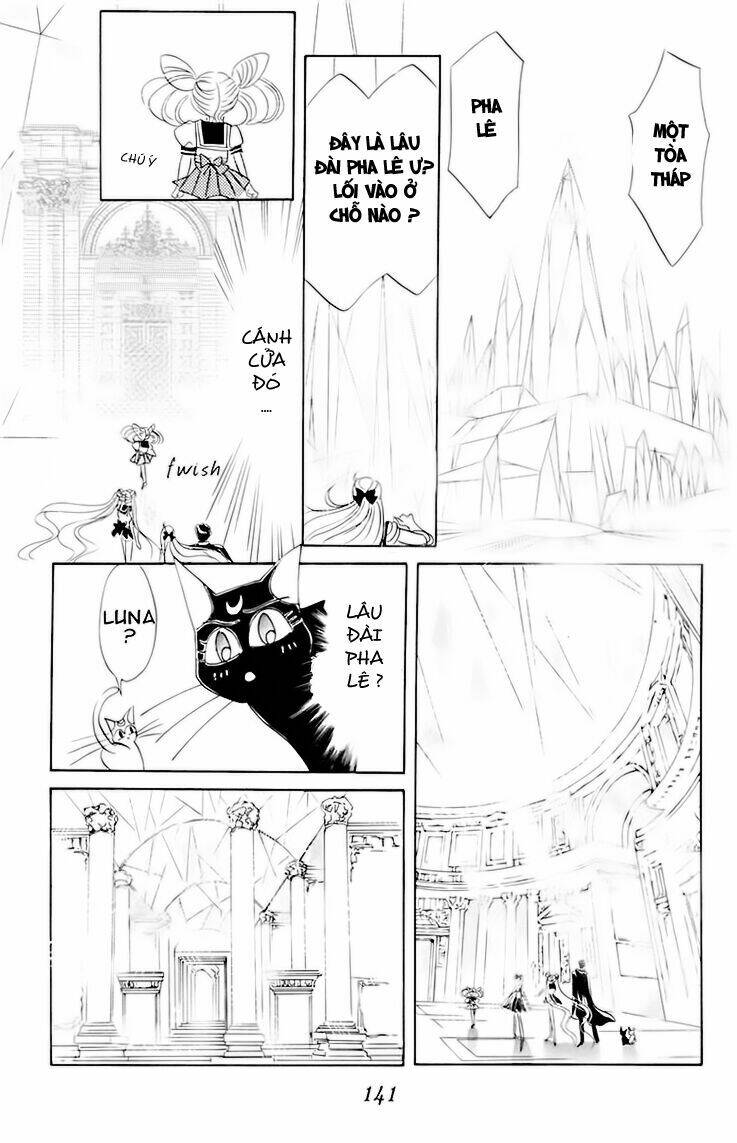 MỘT
TÒA
THÁP
PHA
LÊ
ĐÂY LÀ LÂU
ĐÀI PHA LÊ Ư?
LỐI VÀO Ở
CHỖ NÀO ?
CHÚ Ý
CÁNH
CỬA
ĐÓ
....
fwish
LÂU
ĐÀI
PHA
LÊ ?
LUNA
?
141